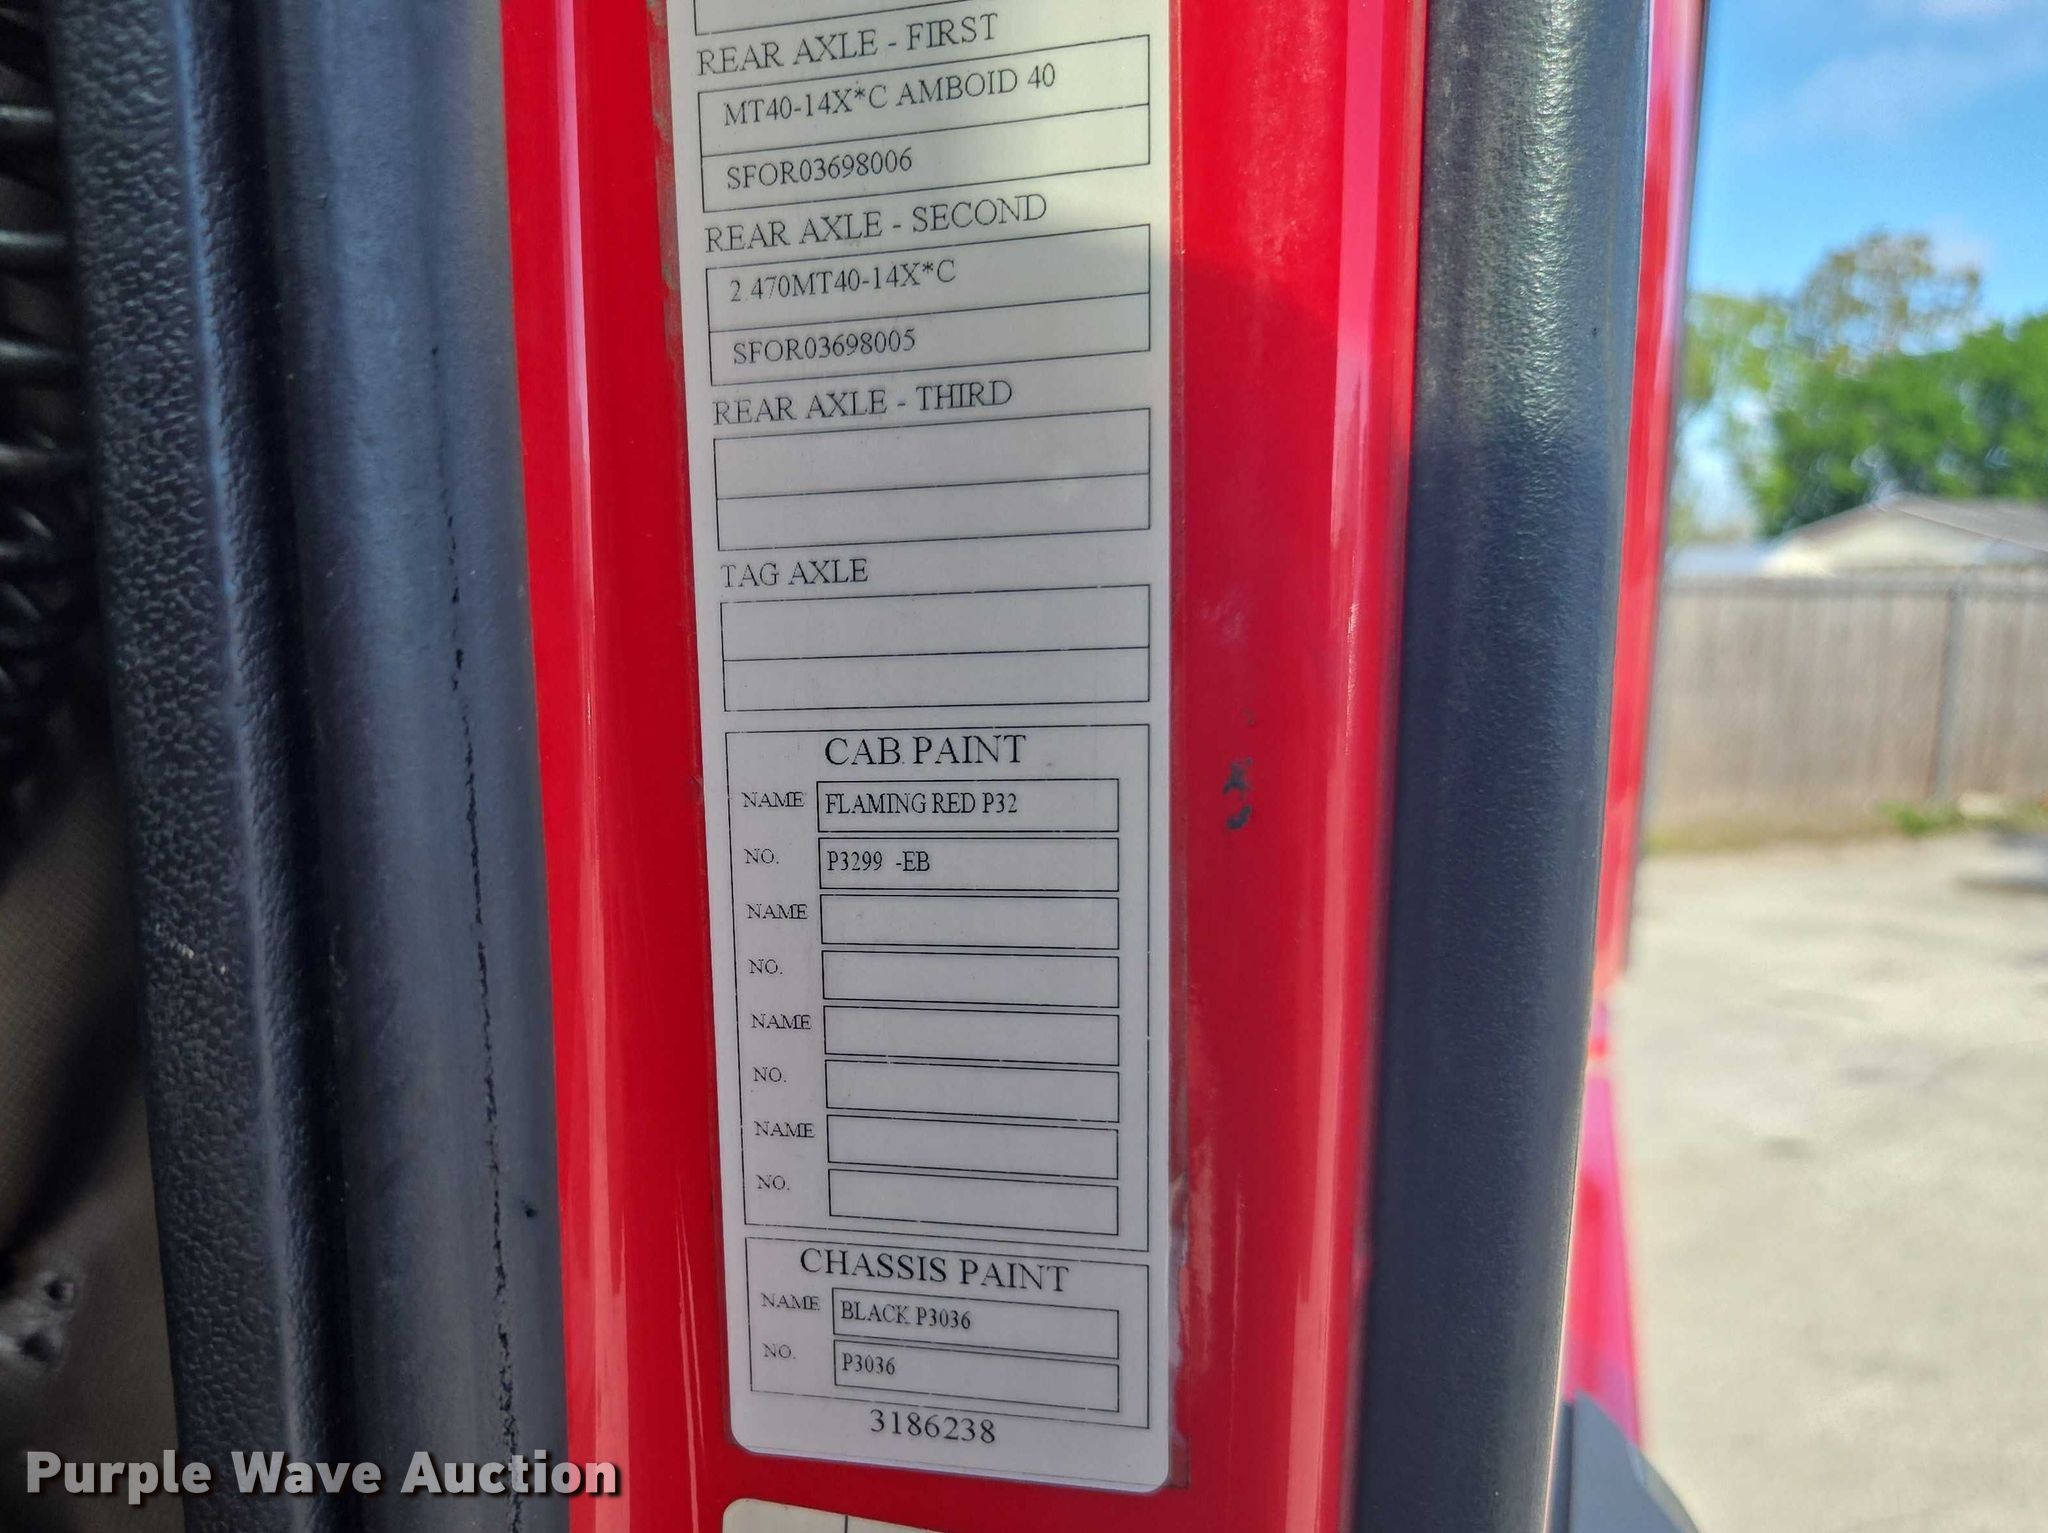 REAR AXLE - FIRST
MT40-14X*C AMBOID 40
SFOR03698006
REAR AXLE - SECOND
2.470MT40-14X*C
SFOR03698005
REAR AXLE - THIRD
TAG AXLE
CAB PAINT
NAME FLAMING RED P32
NO. P3299 -EB
NAME
NO.
NAME
NO.
NAME
NO.
CHASSIS PAINT
NAME BLACK P3036
NO. P3036
3186238
Purple Wave Auction